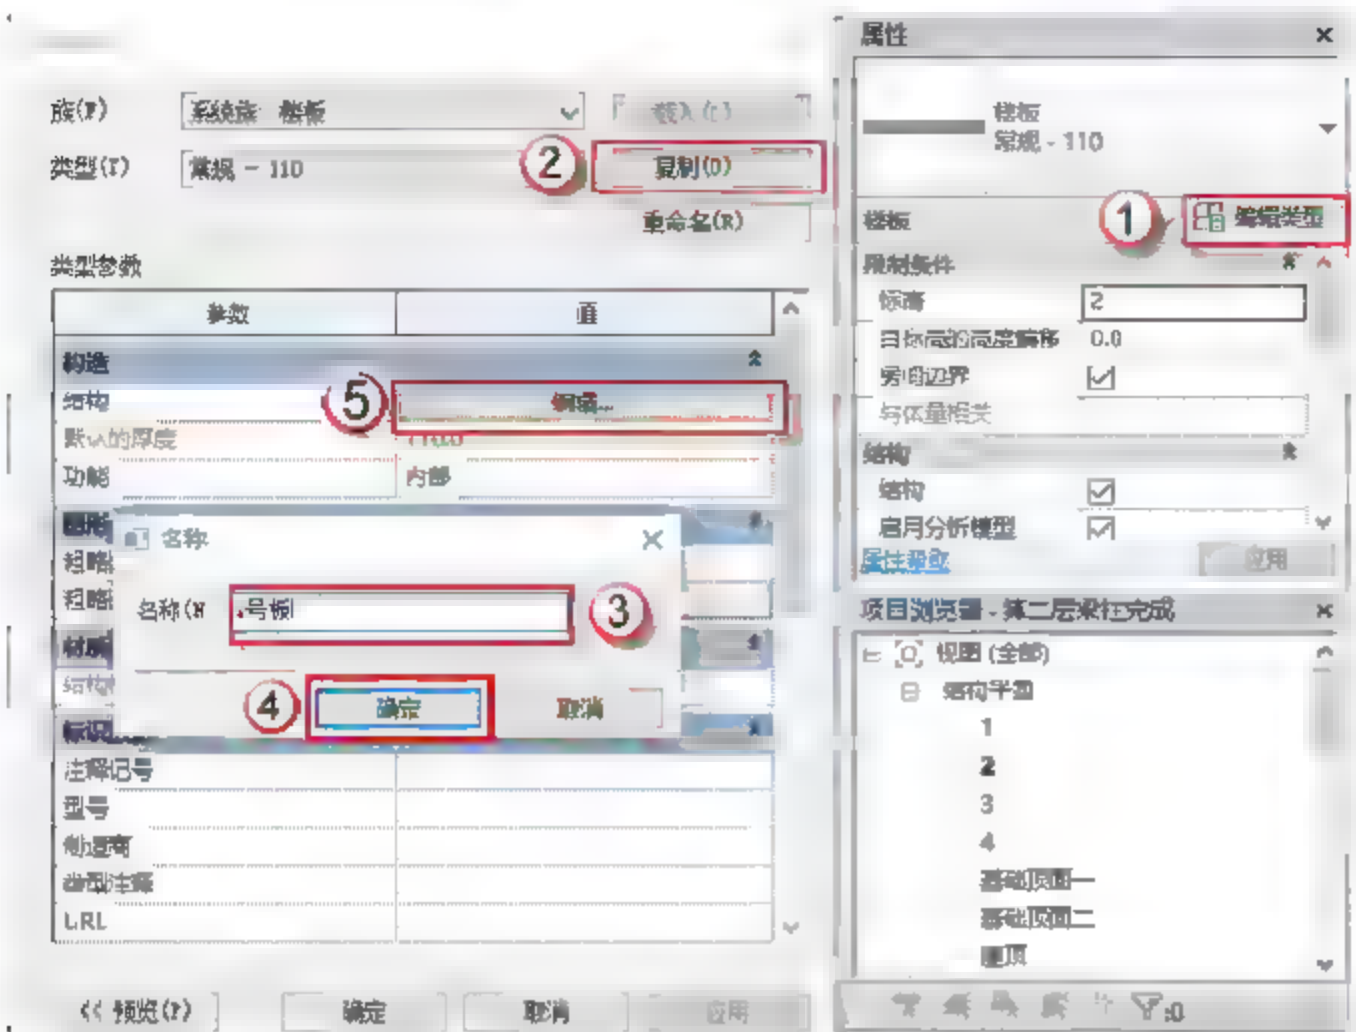 族(F)
系统族: 楼板
载入(L)
类型(T)
常规 - 110
②
复制(D)
重命名(R)
类型参数
参数
值
构造
结构
⑤
编辑...
默认的厚度
功能
内部
名称
粗略
粗略
名称(N
号板
③
④
确定
取消
注释记号
型号
制造商
类型注释
URL
<< 预览(P)
确定
取消
应用
属性
楼板
常规 - 110
楼板
①
编辑类型
限制条件
标高
2
自标高的高度偏移
0.0
房间边界
与体量相关
结构
结构
启用分析模型
属性帮助
应用
项目浏览器 - 第二层梁柱完成
视图 (全部)
结构平面
1
2
3
4
基础顶面一
基础顶面二
屋顶
:0